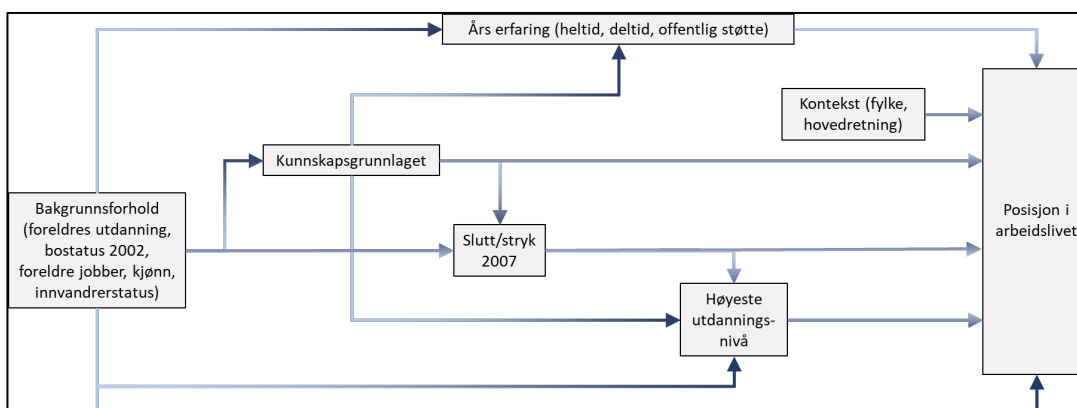 Års erfaring (heltid, deltid, offentlig støtte)
Kontekst (fylke,
hovedretning)
Kunnskapsgrunnlaget
Bakgrunnsforhold
(foreldres utdanning,
bostatus 2002,
foreldre jobber, kjønn,
innvandrerstatus)
Slutt/stryk
2007
Høyeste
utdannings-
nivå
Posisjon i
arbeidslivet